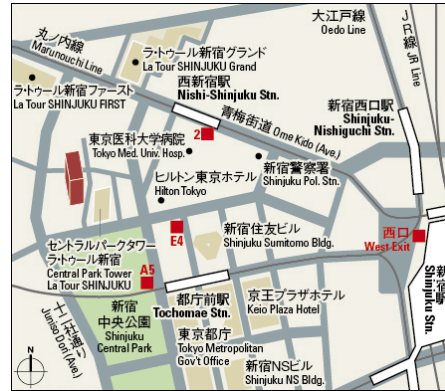 大江戸線
Oedo Line
JR線
JR Line
丸ノ内線
Marunouchi Line
ラ・トゥール新宿グランド
La Tour SHINJUKU Grand
西新宿駅
Nishi-Shinjuku Stn.
ラ・トゥール新宿ファースト
La Tour SHINJUKU FIRST
青梅街道 Ome Kido (Ave.)
新宿西口駅
Shinjuku-
Nishiguchi Stn.
2
東京医科大学病院
Tokyo Med. Univ. Hosp.
新宿警察署
Shinjuku Pol. Stn.
ヒルトン東京ホテル
Hilton Tokyo
E4
新宿住友ビル
Shinjuku Sumitomo Bldg.
西口
West Exit
セントラルパークタワー
ラ・トゥール新宿
Central Park Tower
La Tour SHINJUKU
A5
都庁前駅
Tochomae Stn.
京王プラザホテル
Keio Plaza Hotel
新宿駅
Shinjuku Stn.
十二社通り
Juniso Dori (Ave.)
新宿
中央公園
Shinjuku
Central Park
東京都庁
Tokyo Metropolitan
Gov't Office
新宿NSビル
Shinjuku NS Bldg.
N